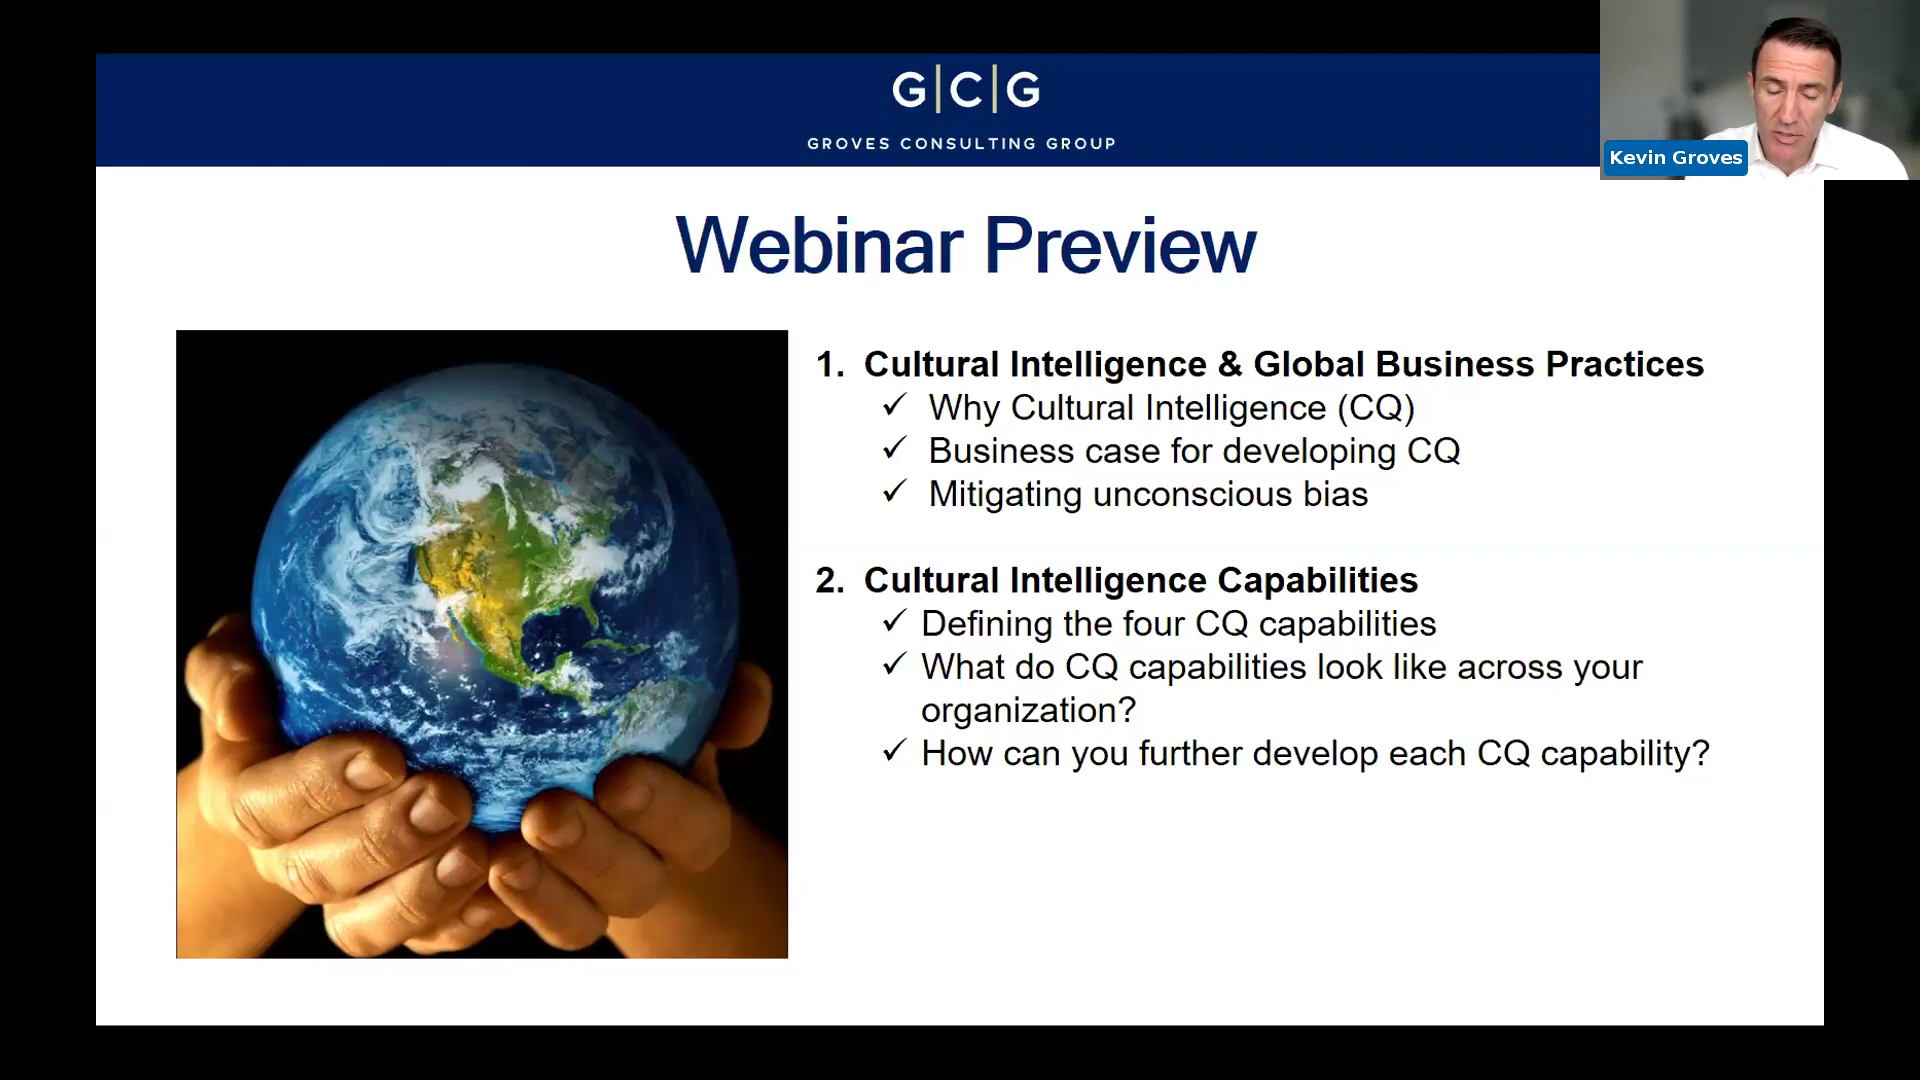 G|C|G
GROVES CONSULTING GROUP
Kevin Groves
Webinar Preview
1. Cultural Intelligence & Global Business Practices
✓ Why Cultural Intelligence (CQ)
✓ Business case for developing CQ
✓ Mitigating unconscious bias
2. Cultural Intelligence Capabilities
✓ Defining the four CQ capabilities
✓ What do CQ capabilities look like across your
organization?
✓ How can you further develop each CQ capability?